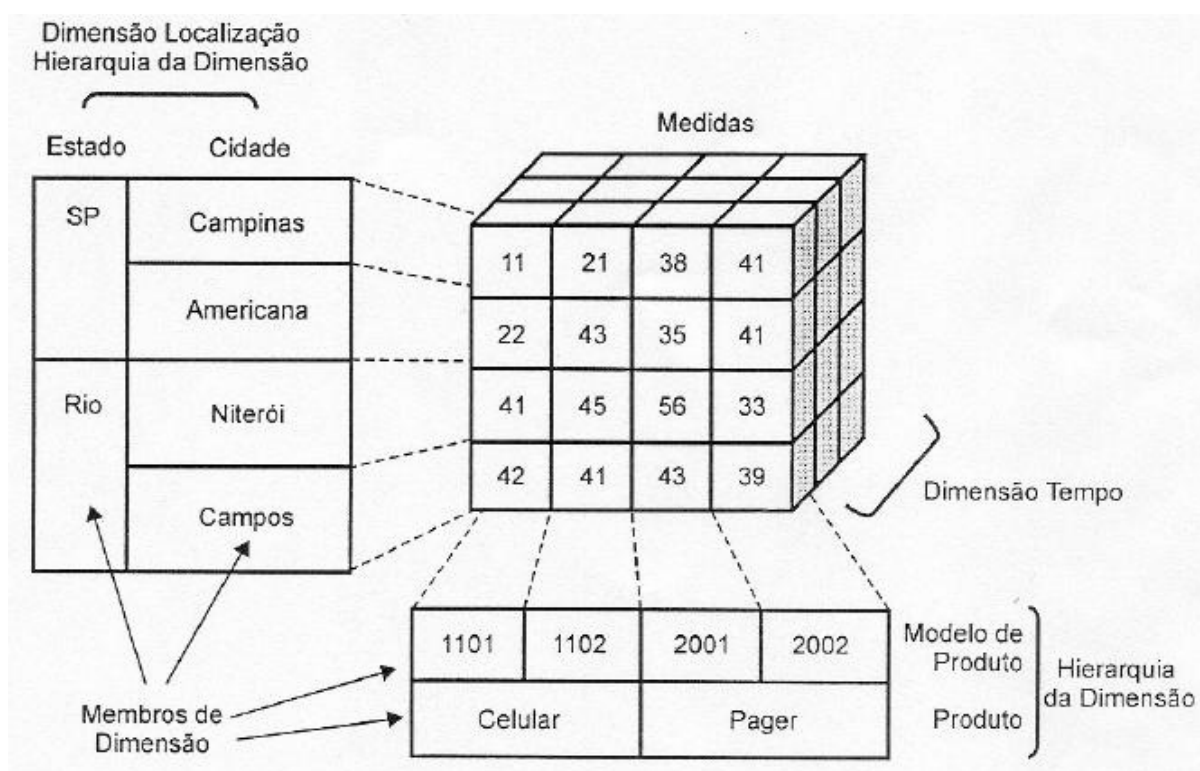 Dimensão Localização
Hierarquia da Dimensão
Estado Cidade
SP Campinas
Americana
Rio Niterói
Campos
Medidas
11 21 38 41
22 43 35 41
41 45 56 33
42 41 43 39
Dimensão Tempo
1101 1102 2001 2002
Celular Pager
Modelo de
Produto
Produto
Hierarquia
da Dimensão
Membros de
Dimensão